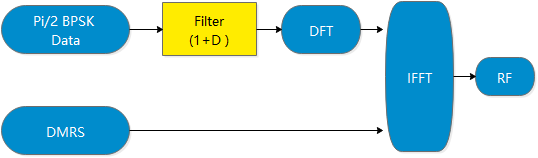 Pi/2 BPSK
Data
Filter
(1+D )
DFT
IFFT
RF
DMRS